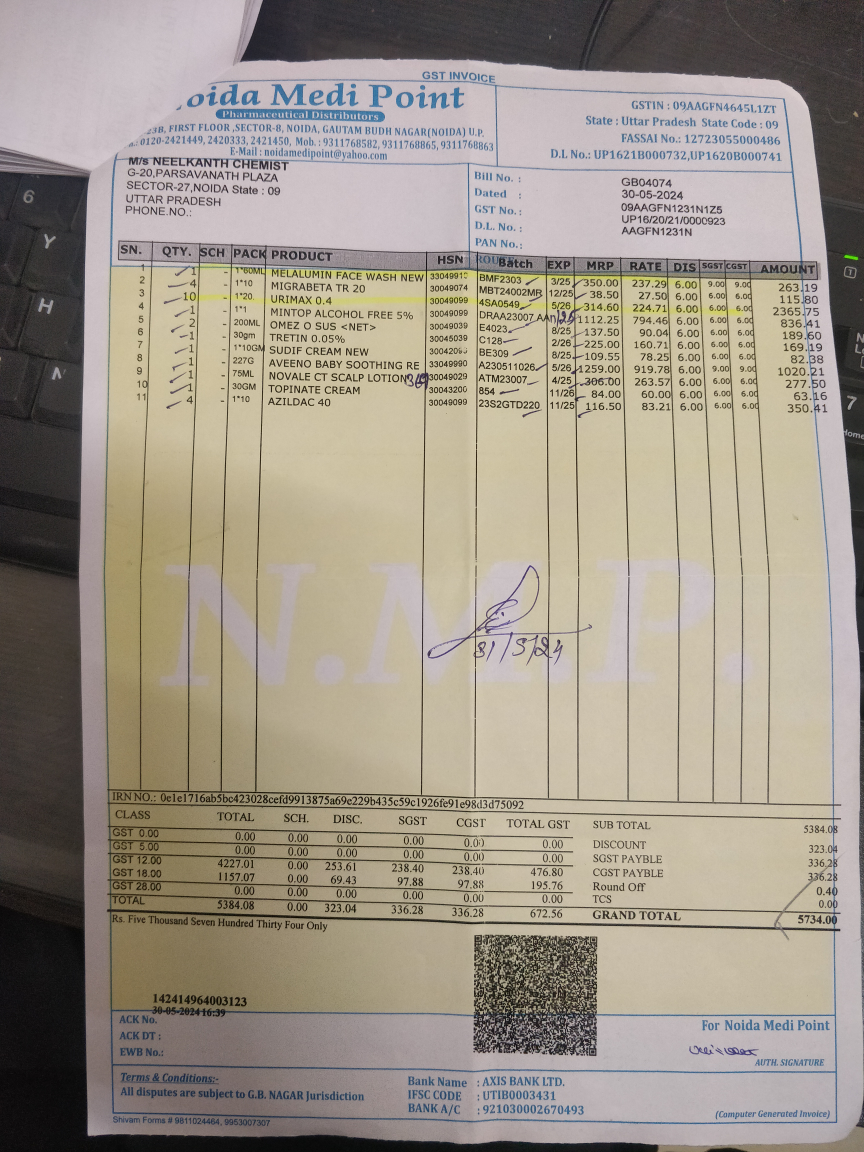 GST INVOICE
oida Medi Point
Pharmaceutical Distributors
23B, FIRST FLOOR ,SECTOR-8, NOIDA, GAUTAM BUDH NAGAR(NOIDA) U.P.
0120-2421449, 2420333, 2421450, Mob. : 9311768582, 9311768865, 9311768863
E-Mail : noidamedipoint@yahoo.com
GSTIN : 09AAGFN4645L1ZT
State : Uttar Pradesh State Code : 09
FASSAI No.: 12723055000486
D.I. No.: UP1621B000732,UP1620B000741
M/s NEELKANTH CHEMIST
G-20,PARSAVANATH PLAZA
SECTOR-27,NOIDA State : 09
UTTAR PRADESH
PHONE.NO.:
Bill No. : GB04074
Dated : 30-05-2024
GST No. : 09AAGFN1231N1Z5
D.L. No. : UP16/20/21/0000923
PAN No.: AAGFN1231N
SN. QTY. SCH PACK PRODUCT HSN Batch EXP MRP RATE DIS SGST CGST AMOUNT
1 1 - 1*60ML MELALUMIN FACE WASH NEW 33049910 BMF2303 3/25 350.00 237.29 6.00 9.00 9.00 263.19
2 4 - 1*10 MIGRABETA TR 20 30049074 MBT24002MR 12/25 38.50 27.50 6.00 6.00 6.00 115.80
3 10 - 1*20. URIMAX 0.4 30049099 4SA0549 5/26 314.60 224.71 6.00 6.00 6.00 2365.75
4 1 - 1*1 MINTOP ALCOHOL FREE 5% 30049099 DRAA23007 1112.25 794.46 6.00 6.00 6.00 836.41
5 2 - 200ML OMEZ O SUS <NET> 30049039 E4023 8/25 137.50 90.04 6.00 6.00 6.00 189.60
6 1 - 30gm TRETIN 0.05% 30045039 C128 2/26 225.00 160.71 6.00 6.00 6.00 169.19
7 1 - 1*10GM SUDIF CREAM NEW BE309 8/25 109.55 78.25 6.00 6.00 6.00 82.38
8 1 - 227G AVEENO BABY SOOTHING RE 33049990 A230511026 5/26 1259.00 919.78 6.00 9.00 9.00 1020.21
9 1 - 75ML NOVALE CT SCALP LOTION 369 30049029 ATM23007 4/25 306.00 263.57 6.00 6.00 6.00 277.50
10 1 - 30GM TOPINATE CREAM 30043200 854 11/26 84.00 60.00 6.00 6.00 6.00 63.16
11 4 - 1*10 AZILDAC 40 30049099 23S2GTD220 11/25 116.50 83.21 6.00 6.00 6.00 350.41
N.M.P.
31/5/24
IRN NO.: 0e1e1716ab5bc423028cefd9913875a69e229b435c59c1926fe91e98d3d75092
CLASS TOTAL SCH. DISC. SGST CGST TOTAL GST
GST 0.00 0.00 0.00 0.00 0.00 0.00 0.00
GST 5.00 0.00 0.00 0.00 0.00 0.00 0.00
GST 12.00 4227.01 0.00 253.61 238.40 238.40 476.80
GST 18.00 1157.07 0.00 69.43 97.88 97.88 195.76
GST 28.00 0.00 0.00 0.00 0.00 0.00 0.00
TOTAL 5384.08 0.00 323.04 336.28 336.28 672.56
SUB TOTAL 5384.08
DISCOUNT 323.04
SGST PAYBLE 336.28
CGST PAYBLE 336.28
Round Off 0.40
TCS 0.00
GRAND TOTAL 5734.00
Rs. Five Thousand Seven Hundred Thirty Four Only
142414964003123
30-05-2024 16:39
ACK No.
ACK DT :
EWB No.:
For Noida Medi Point
AUTH. SIGNATURE
Terms & Conditions:-
All disputes are subject to G.B. NAGAR Jurisdiction
Bank Name : AXIS BANK LTD.
IFSC CODE : UTIB0003431
BANK A/C : 921030002670493
(Computer Generated Invoice)
Shivam Forms # 9811024464, 9953007307